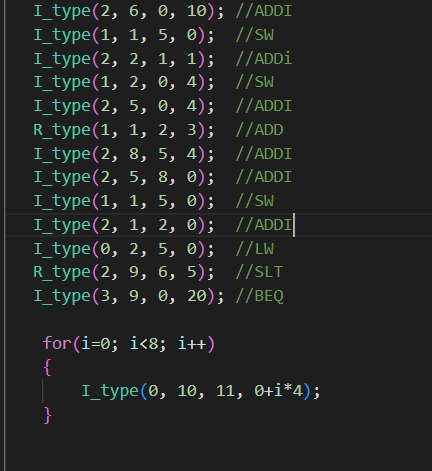 I_type(2, 6, 0, 10); //ADDI
I_type(1, 1, 5, 0);  //SW
I_type(2, 2, 1, 1);  //ADDi
I_type(1, 2, 0, 4);  //SW
I_type(2, 5, 0, 4);  //ADDI
R_type(1, 1, 2, 3);  //ADD
I_type(2, 8, 5, 4);  //ADDI
I_type(2, 5, 8, 0);  //ADDI
I_type(1, 1, 5, 0);  //SW
I_type(2, 1, 2, 0);  //ADDI
I_type(0, 2, 5, 0);  //LW
R_type(2, 9, 6, 5);  //SLT
I_type(3, 9, 0, 20); //BEQ
for(i=0; i<8; i++)
{
I_type(0, 10, 11, 0+i*4);
}